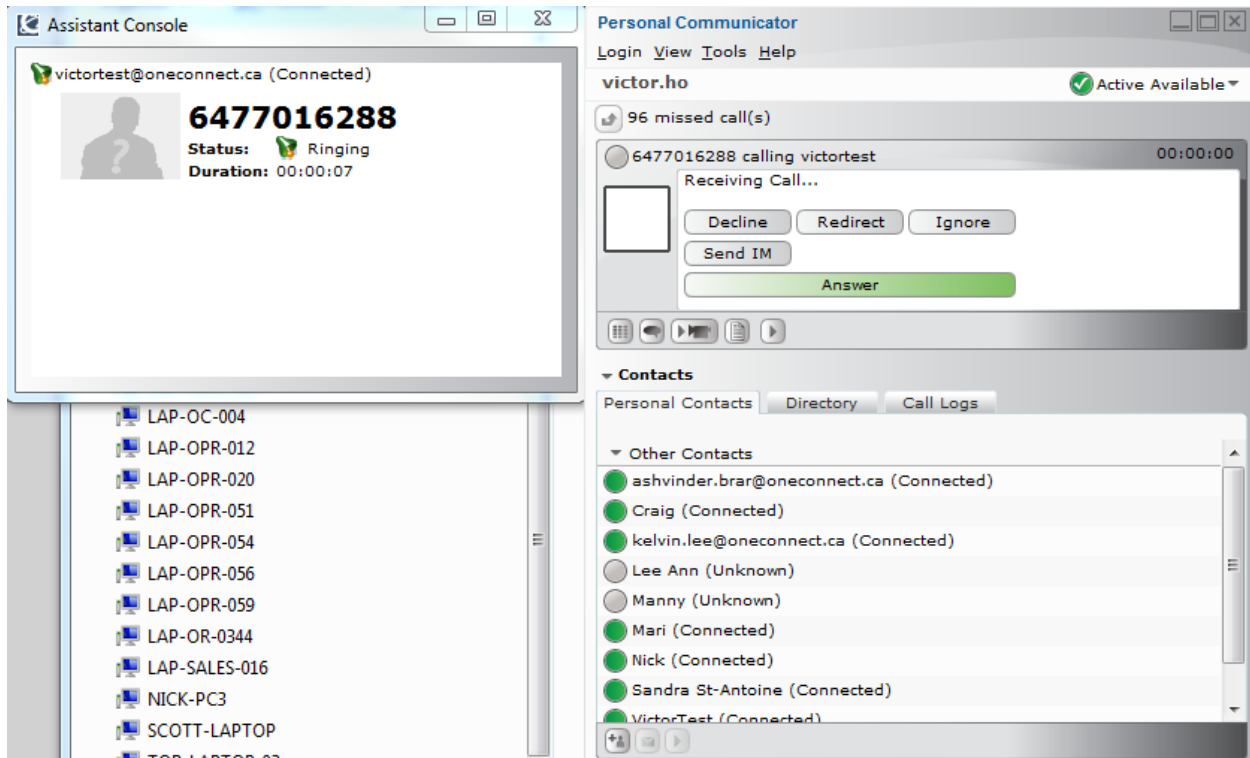 Assistant Console
victortest@oneconnect.ca (Connected)
6477016288
Status: Ringing
Duration: 00:00:07
LAP-OC-004
LAP-OPR-012
LAP-OPR-020
LAP-OPR-051
LAP-OPR-054
LAP-OPR-056
LAP-OPR-059
LAP-OR-0344
LAP-SALES-016
NICK-PC3
SCOTT-LAPTOP
Personal Communicator
Login View Tools Help
victor.ho Active Available
96 missed call(s)
6477016288 calling victortest 00:00:00
Receiving Call...
Decline Redirect Ignore
Send IM
Answer
Contacts
Personal Contacts Directory Call Logs
Other Contacts
ashvinder.brar@oneconnect.ca (Connected)
Craig (Connected)
kelvin.lee@oneconnect.ca (Connected)
Lee Ann (Unknown)
Manny (Unknown)
Mari (Connected)
Nick (Connected)
Sandra St-Antoine (Connected)
VictorTest (Connected)